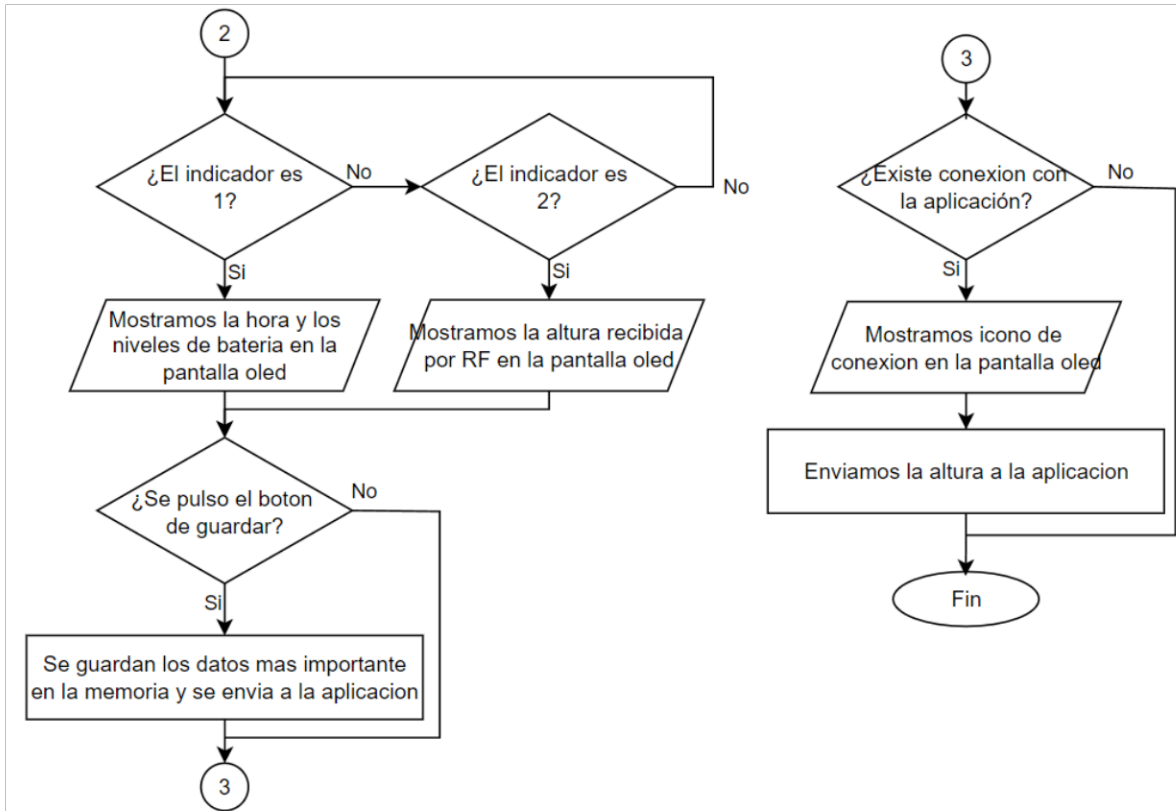 2
¿El indicador es
1?
No
¿El indicador es
2?
No
Si
Si
Mostramos la hora y los
niveles de bateria en la
pantalla oled
Mostramos la altura recibida
por RF en la pantalla oled
¿Se pulso el boton
de guardar?
No
Si
Se guardan los datos mas importante
en la memoria y se envia a la aplicacion
3
3
¿Existe conexion con
la aplicación?
No
Si
Mostramos icono de
conexion en la pantalla oled
Enviamos la altura a la aplicacion
Fin